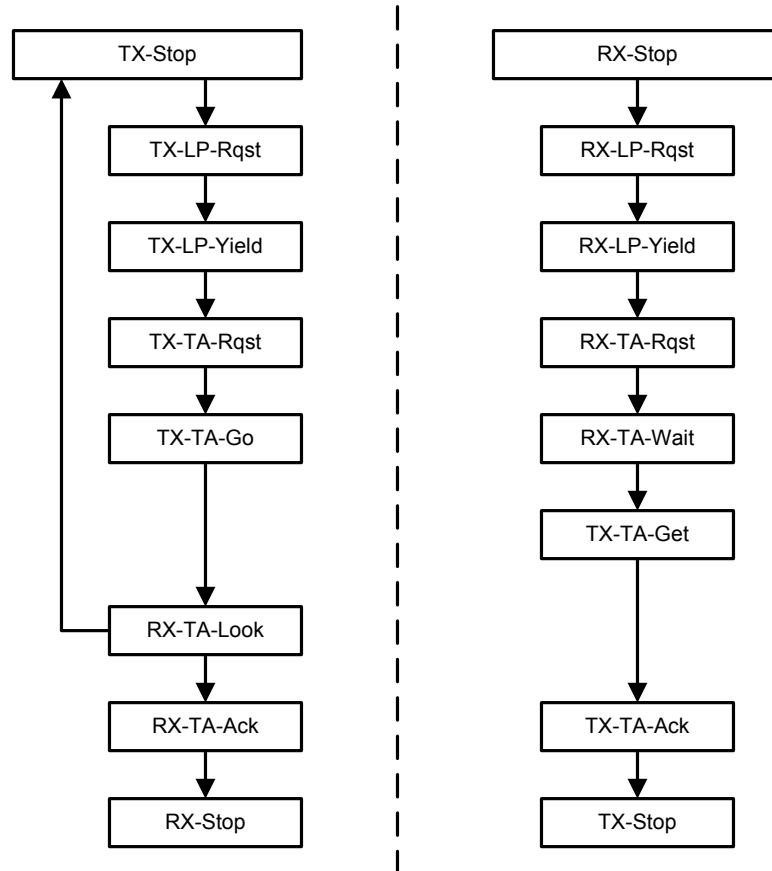 TX-Stop
TX-LP-Rqst
TX-LP-Yield
TX-TA-Rqst
TX-TA-Go
RX-TA-Look
RX-TA-Ack
RX-Stop
RX-Stop
RX-LP-Rqst
RX-LP-Yield
RX-TA-Rqst
RX-TA-Wait
TX-TA-Get
TX-TA-Ack
TX-Stop